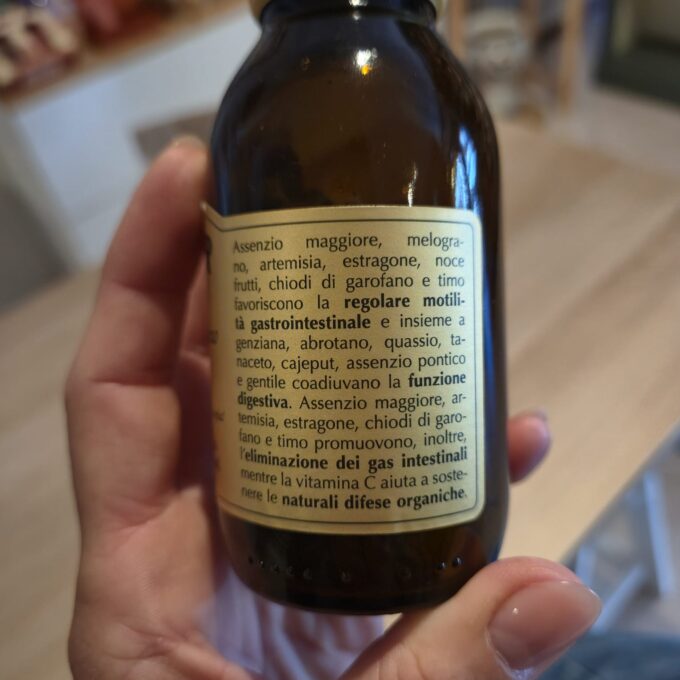 Assenzio maggiore, melogra-
no, artemisia, estragone, noce
frutti, chiodi di garofano e timo
favoriscono la regolare motili-
tà gastrointestinale e insieme a
genziana, abrotano, quassio, ta-
naceto, cajeput, assenzio pontico
e gentile coadiuvano la funzione
digestiva. Assenzio maggiore, ar-
temisia, estragone, chiodi di garo-
fano e timo promuovono, inoltre,
l'eliminazione dei gas intestinali
mentre la vitamina C aiuta a soste-
nere le naturali difese organiche.